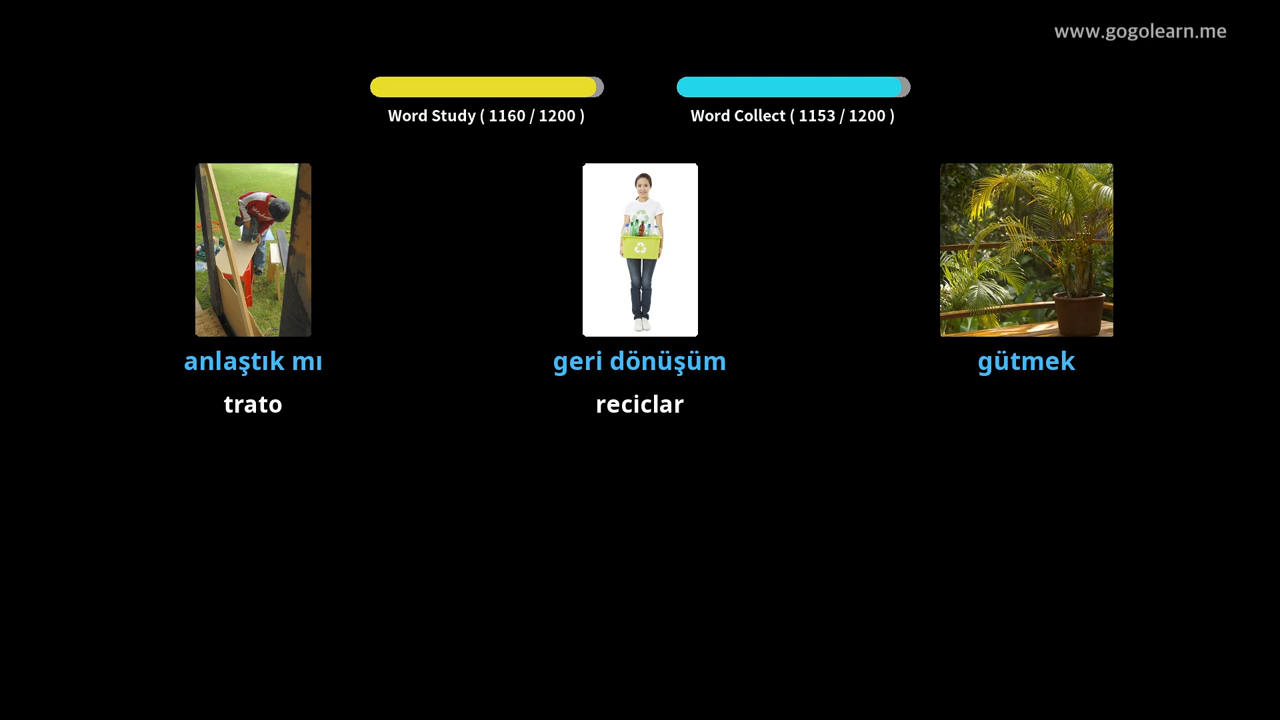 www.gogolearn.me
Word Study ( 1160 / 1200 )
Word Collect ( 1153 / 1200 )
anlaştık mı
geri dönüşüm
gütmek
trato
reciclar